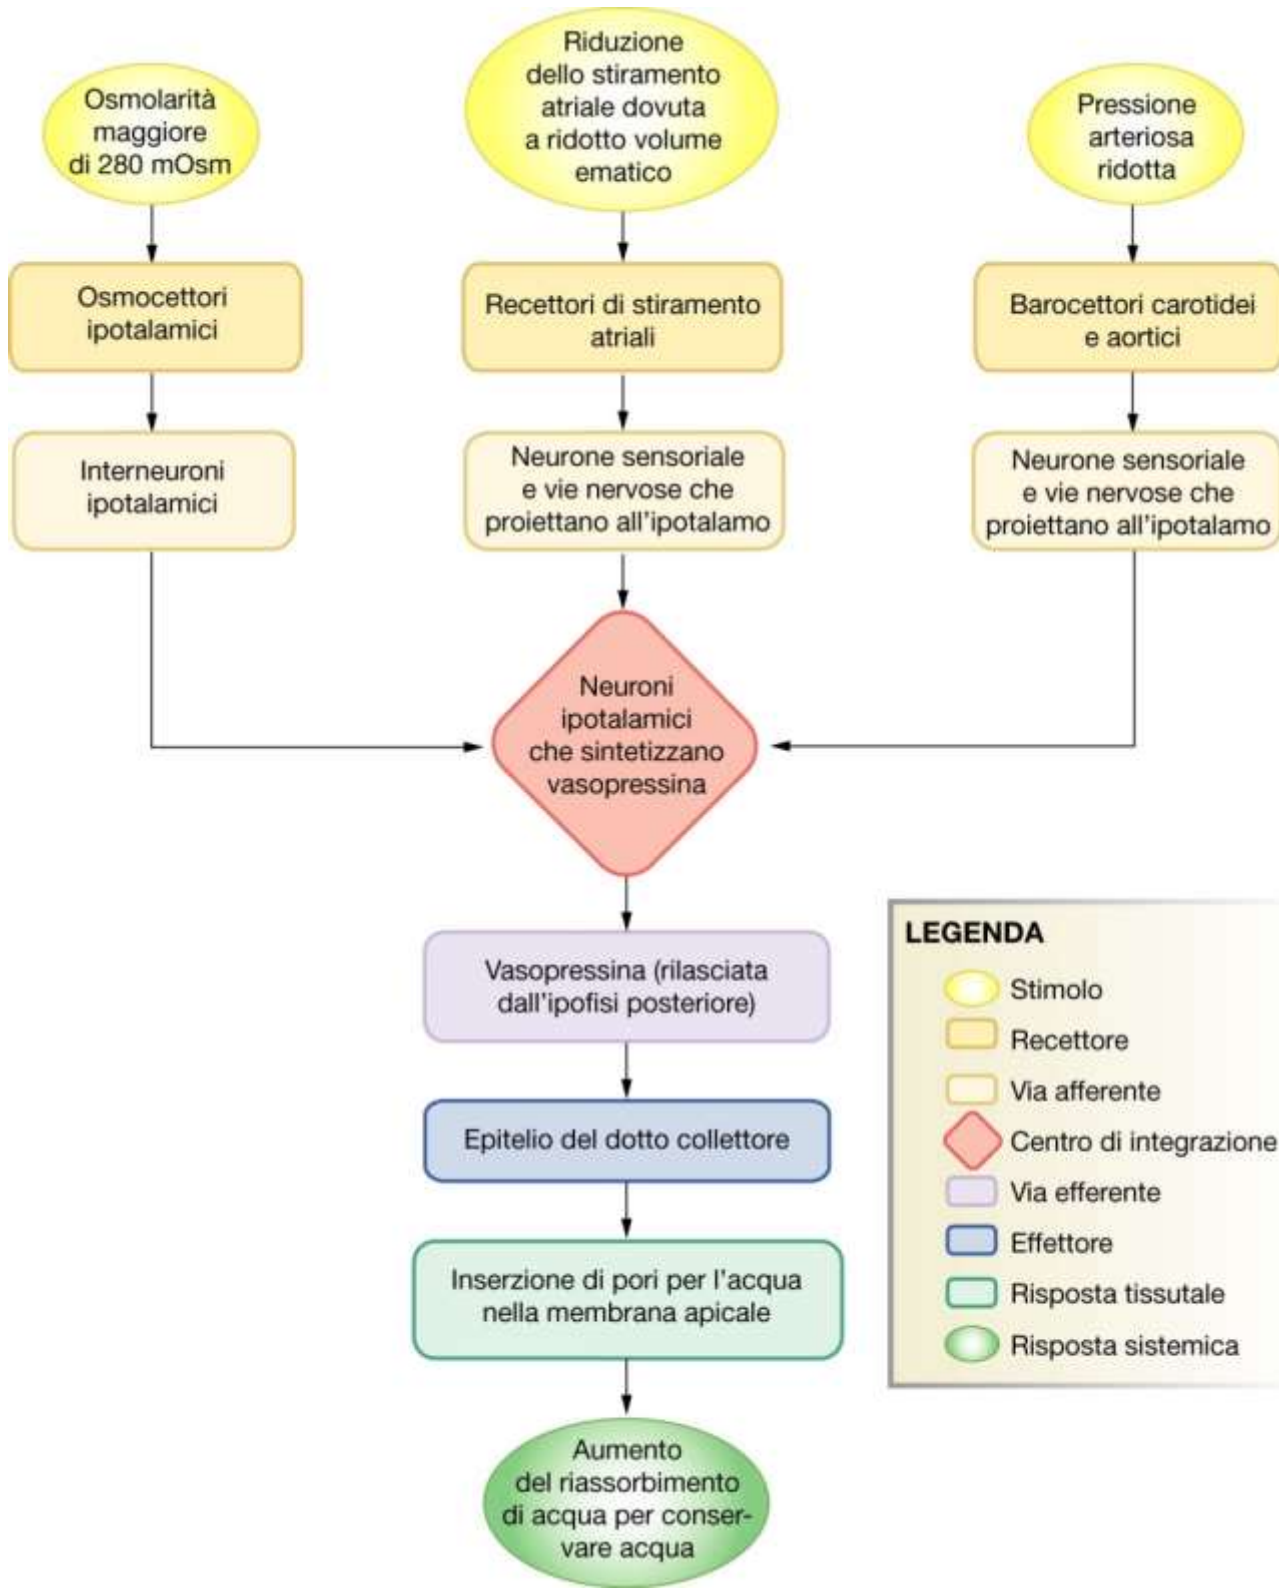 Osmolarità
maggiore
di 280 mOsm
Riduzione
dello stiramento
atriale dovuta
a ridotto volume
ematico
Pressione
arteriosa
ridotta
Osmocettori
ipotalamici
Recettori di stiramento
atriali
Barocettori carotidei
e aortici
Interneuroni
ipotalamici
Neurone sensoriale
e vie nervose che
proiettano all'ipotalamo
Neurone sensoriale
e vie nervose che
proiettano all'ipotalamo
Neuroni
ipotalamici
che sintetizzano
vasopressina
Vasopressina (rilasciata
dall'ipofisi posteriore)
Epitelio del dotto collettore
Inserzione di pori per l'acqua
nella membrana apicale
Aumento
del riassorbimento
di acqua per conser-
vare acqua
LEGENDA
Stimolo
Recettore
Via afferente
Centro di integrazione
Via efferente
Effettore
Risposta tissutale
Risposta sistemica